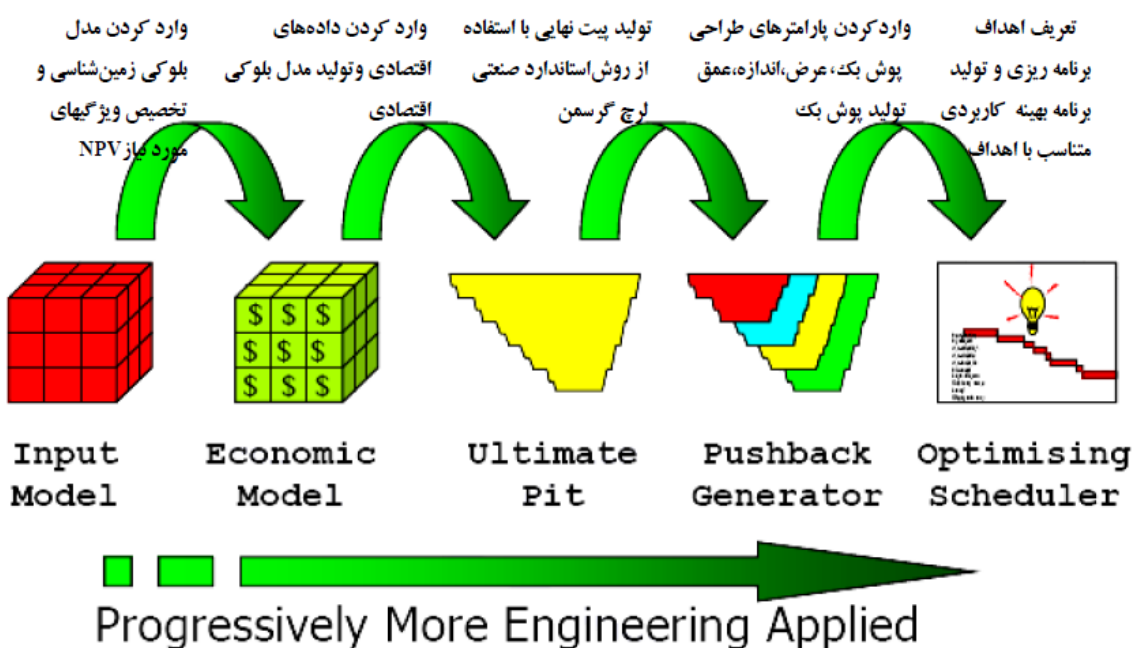 وارد کردن مدل
بلوکی زمین‌شناسی و
تخصیص ویژگیهای
مورد نیاز NPV
وارد کردن داده‌های
اقتصادی وتولید مدل بلوکی
اقتصادی
تولید پیت نهایی با استفاده
از روش‌استاندارد صنعتی
لرچ گرسمن
واردکردن پارامترهای طراحی
پوش بک، عرض،اندازه،عمق
تولید پوش بک
تعریف اهداف
برنامه ریزی و تولید
برنامه بهینه کاربردی
متناسب با اهداف
$ $ $
$ $ $
$ $ $
Input
Model
Economic
Model
Ultimate
Pit
Pushback
Generator
Optimising
Scheduler
Progressively More Engineering Applied